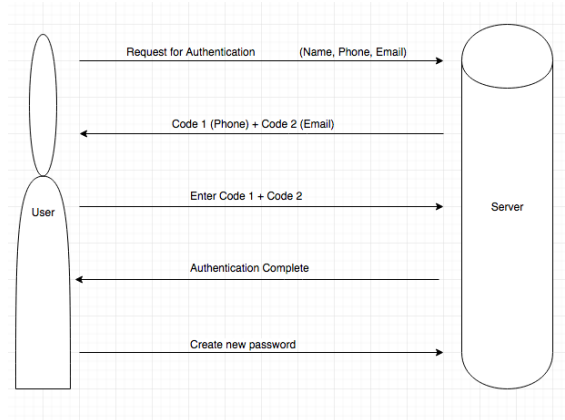 Request for Authentication (Name, Phone, Email)
Code 1 (Phone) + Code 2 (Email)
Enter Code 1 + Code 2
User
Server
Authentication Complete
Create new password